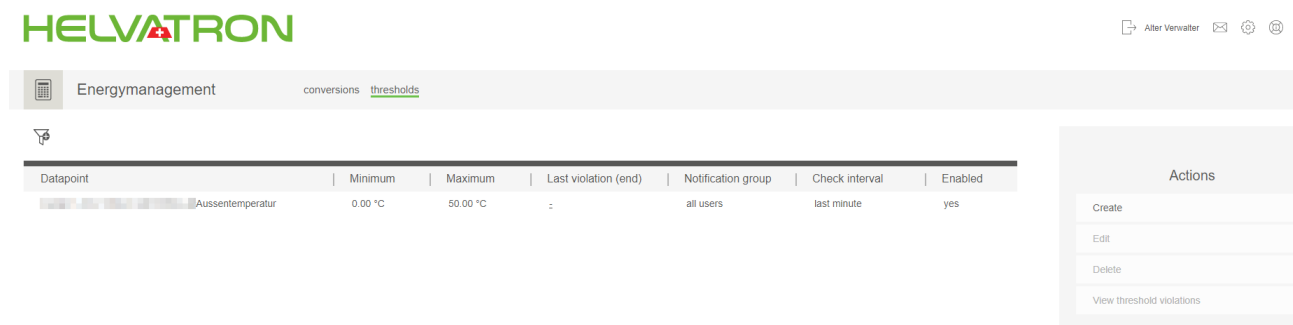 HELVATRON
Alter Verwalter
Energymanagement conversions thresholds
Datapoint Minimum Maximum Last violation (end) Notification group Check interval Enabled
Aussentemperatur 0.00 °C 50.00 °C - all users last minute yes
Actions
Create
Edit
Delete
View threshold violations